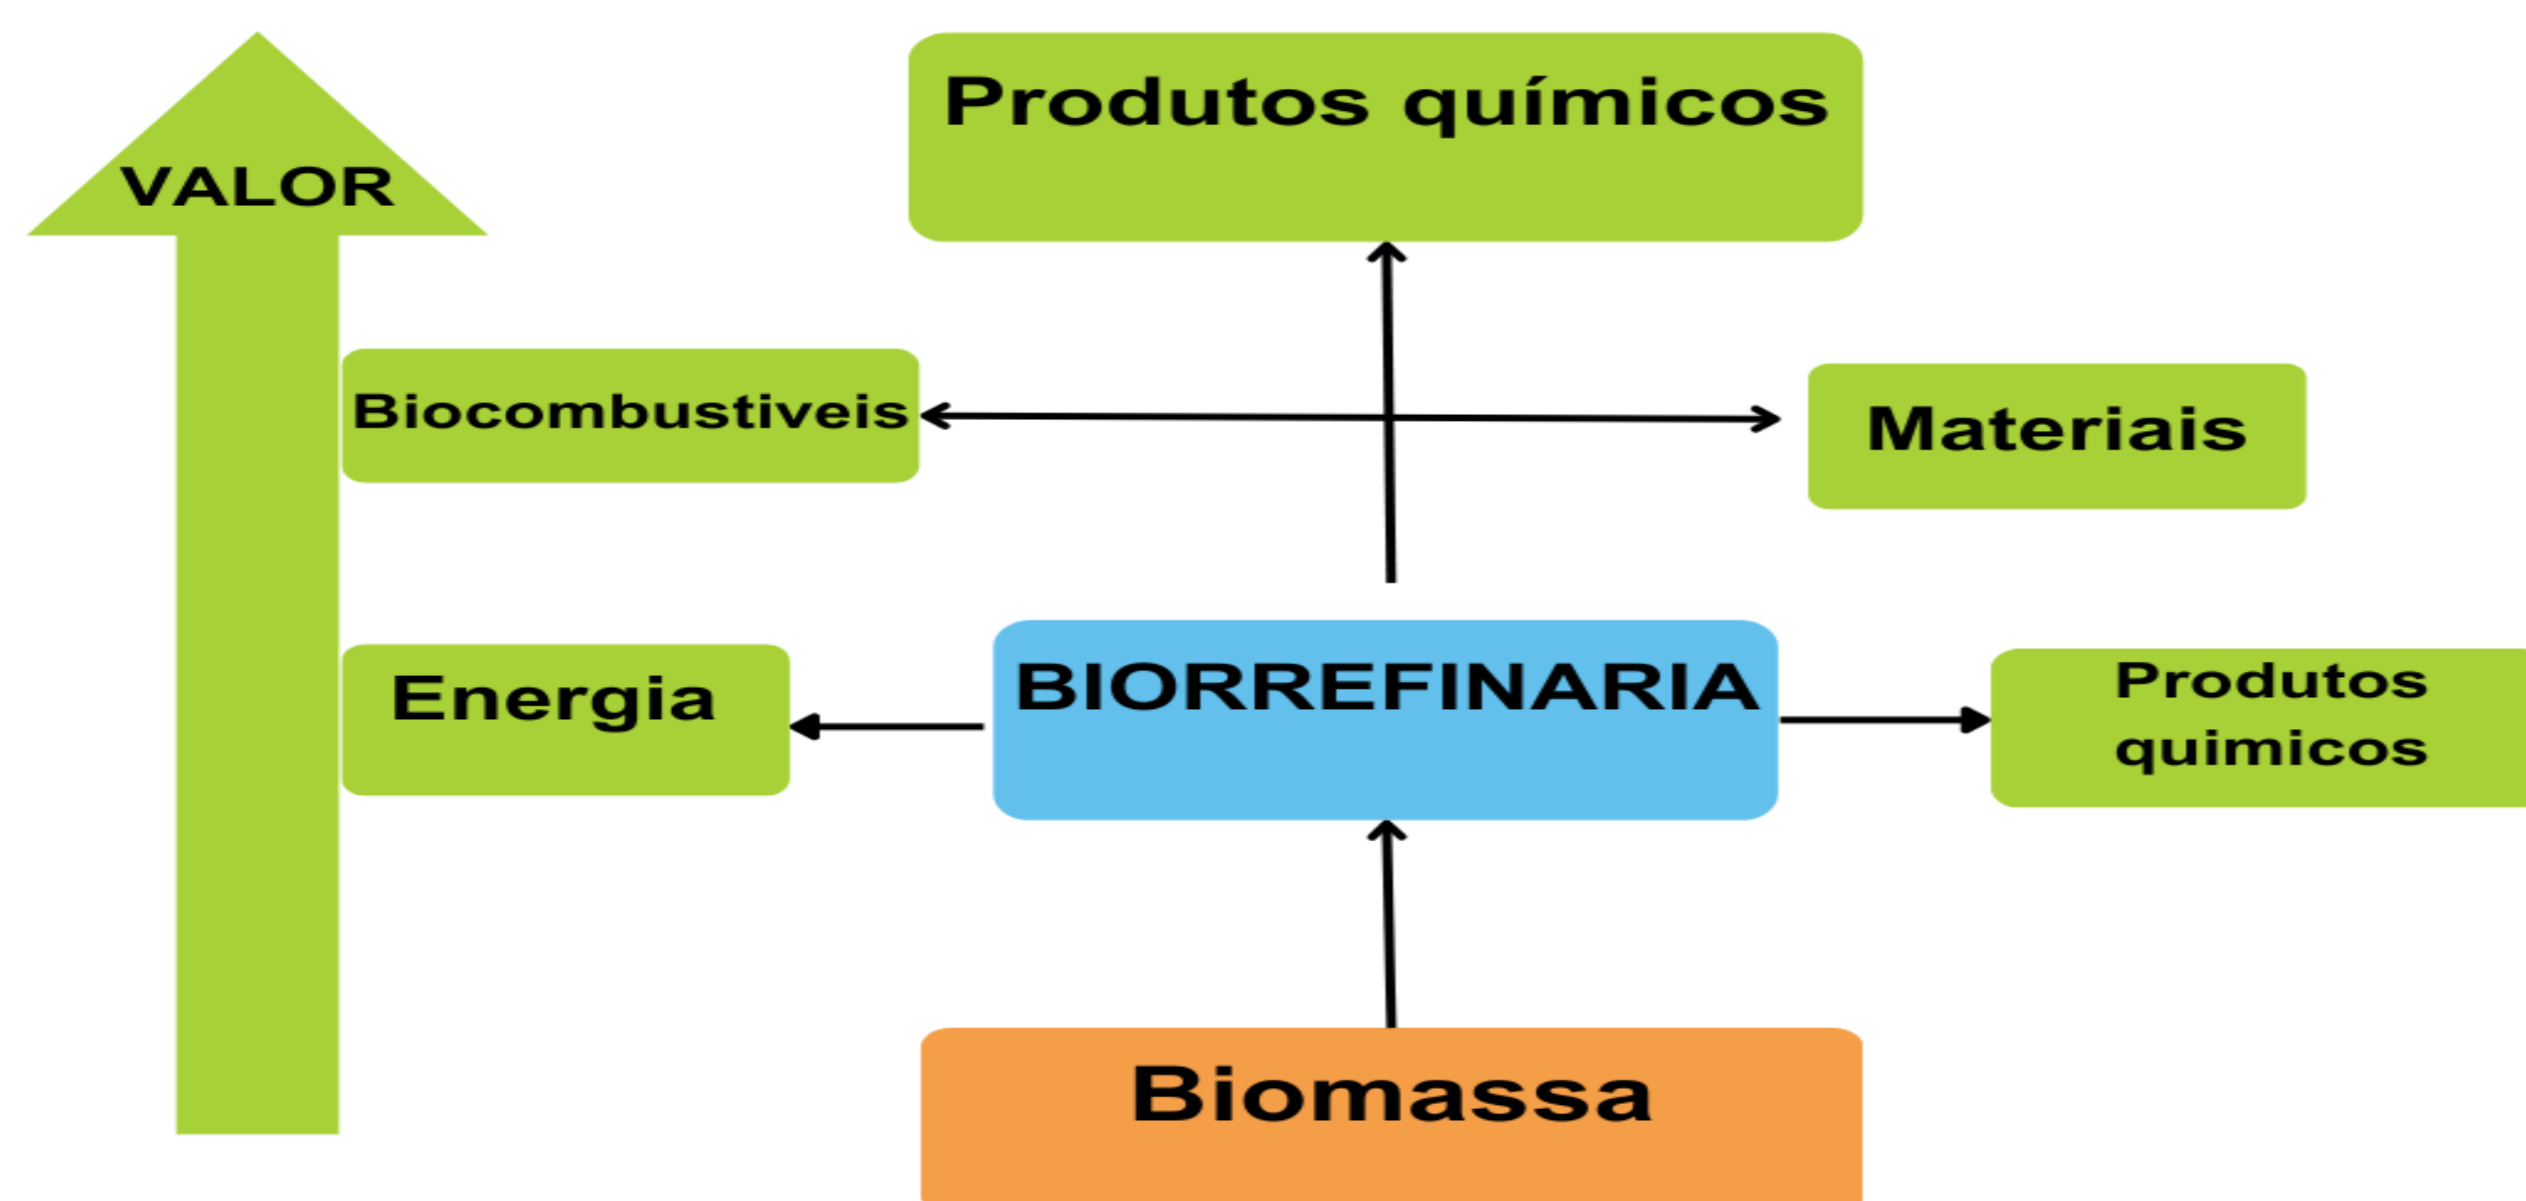 Produtos químicos
VALOR
Biocombustiveis
Materiais
Energia
BIORREFINARIA
Produtos
quimicos
Biomassa